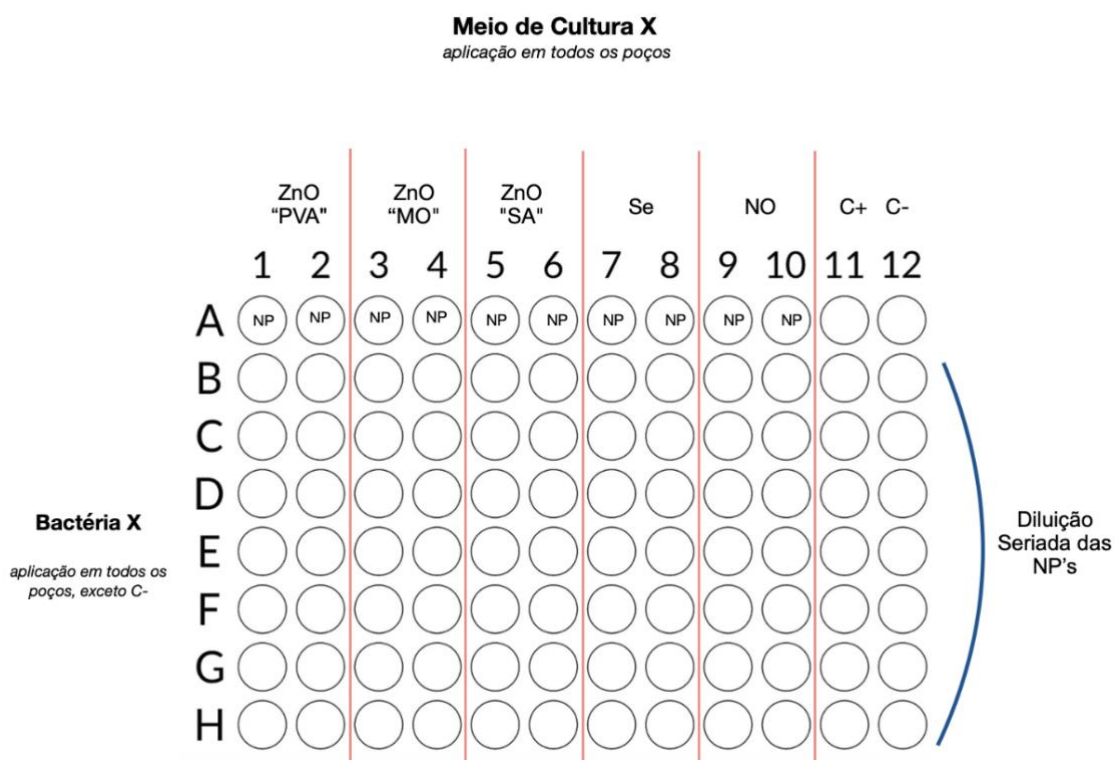 Meio de Cultura X
aplicação em todos os poços
ZnO
“PVA"
ZnO
“MO"
ZnO
"SA"
Se
NO
C+ C-
1 2 3 4 5 6 7 8 9 10 11 12
A NP NP NP NP NP NP NP NP NP NP
B
C
D
E
F
G
H
Bactéria X
aplicação em todos os
poços, exceto C-
Diluição
Seriada das
NP's